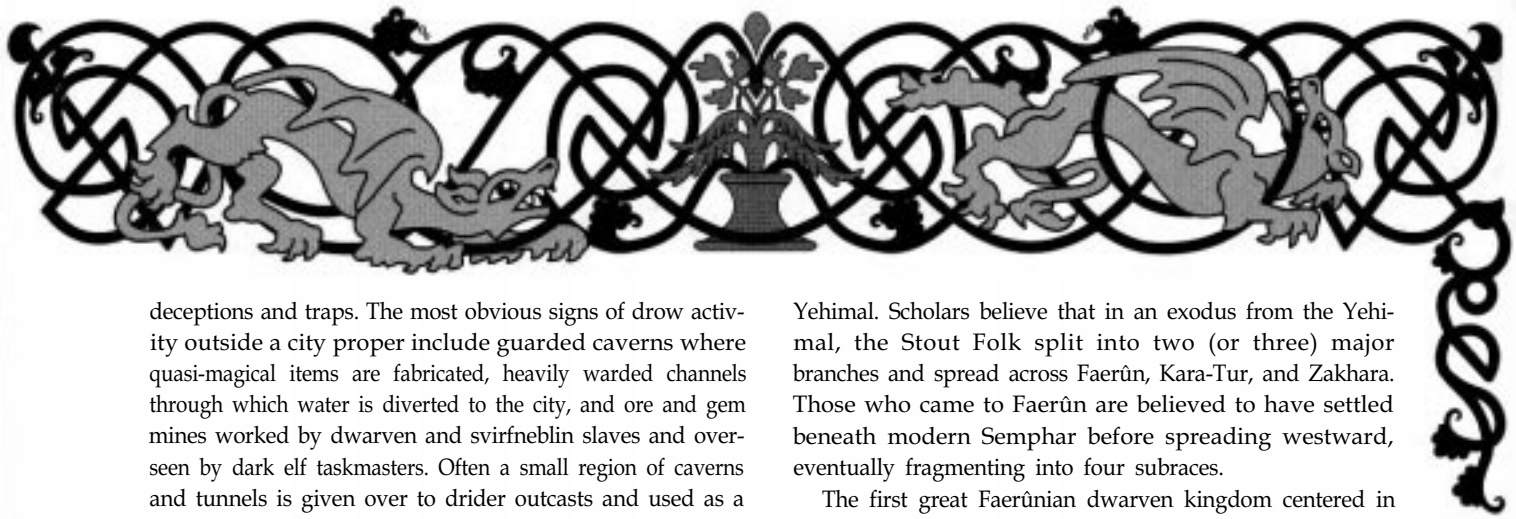 deceptions and traps. The most obvious signs of drow activ-
ity outside a city proper include guarded caverns where
quasi-magical items are fabricated, heavily warded channels
through which water is diverted to the city, and ore and gem
mines worked by dwarven and svirfneblin slaves and over-
seen by dark elf taskmasters. Often a small region of caverns
and tunnels is given over to drider outcasts and used as a
Yehimal. Scholars believe that in an exodus from the Yehi-
mal, the Stout Folk split into two (or three) major
branches and spread across Faerûn, Kara-Tur, and Zakhara.
Those who came to Faerûn are believed to have settled
beneath modern Semphar before spreading westward,
eventually fragmenting into four subraces.
The first great Faerûnian dwarven kingdom centered in